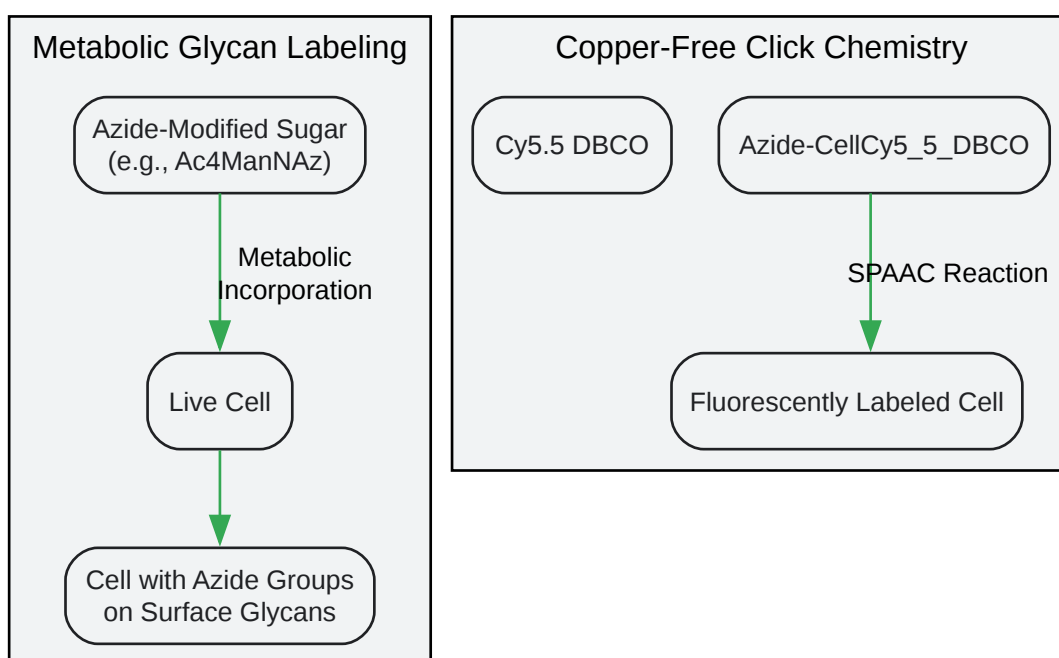 Metabolic Glycan Labeling
Azide-Modified Sugar
(e.g., Ac4ManNAz)
Metabolic
Incorporation
Live Cell
Cell with Azide Groups
on Surface Glycans
Copper-Free Click Chemistry
Cy5.5 DBCO
Azide-CellCy5_5_DBCO
SPAAC Reaction
Fluorescently Labeled Cell